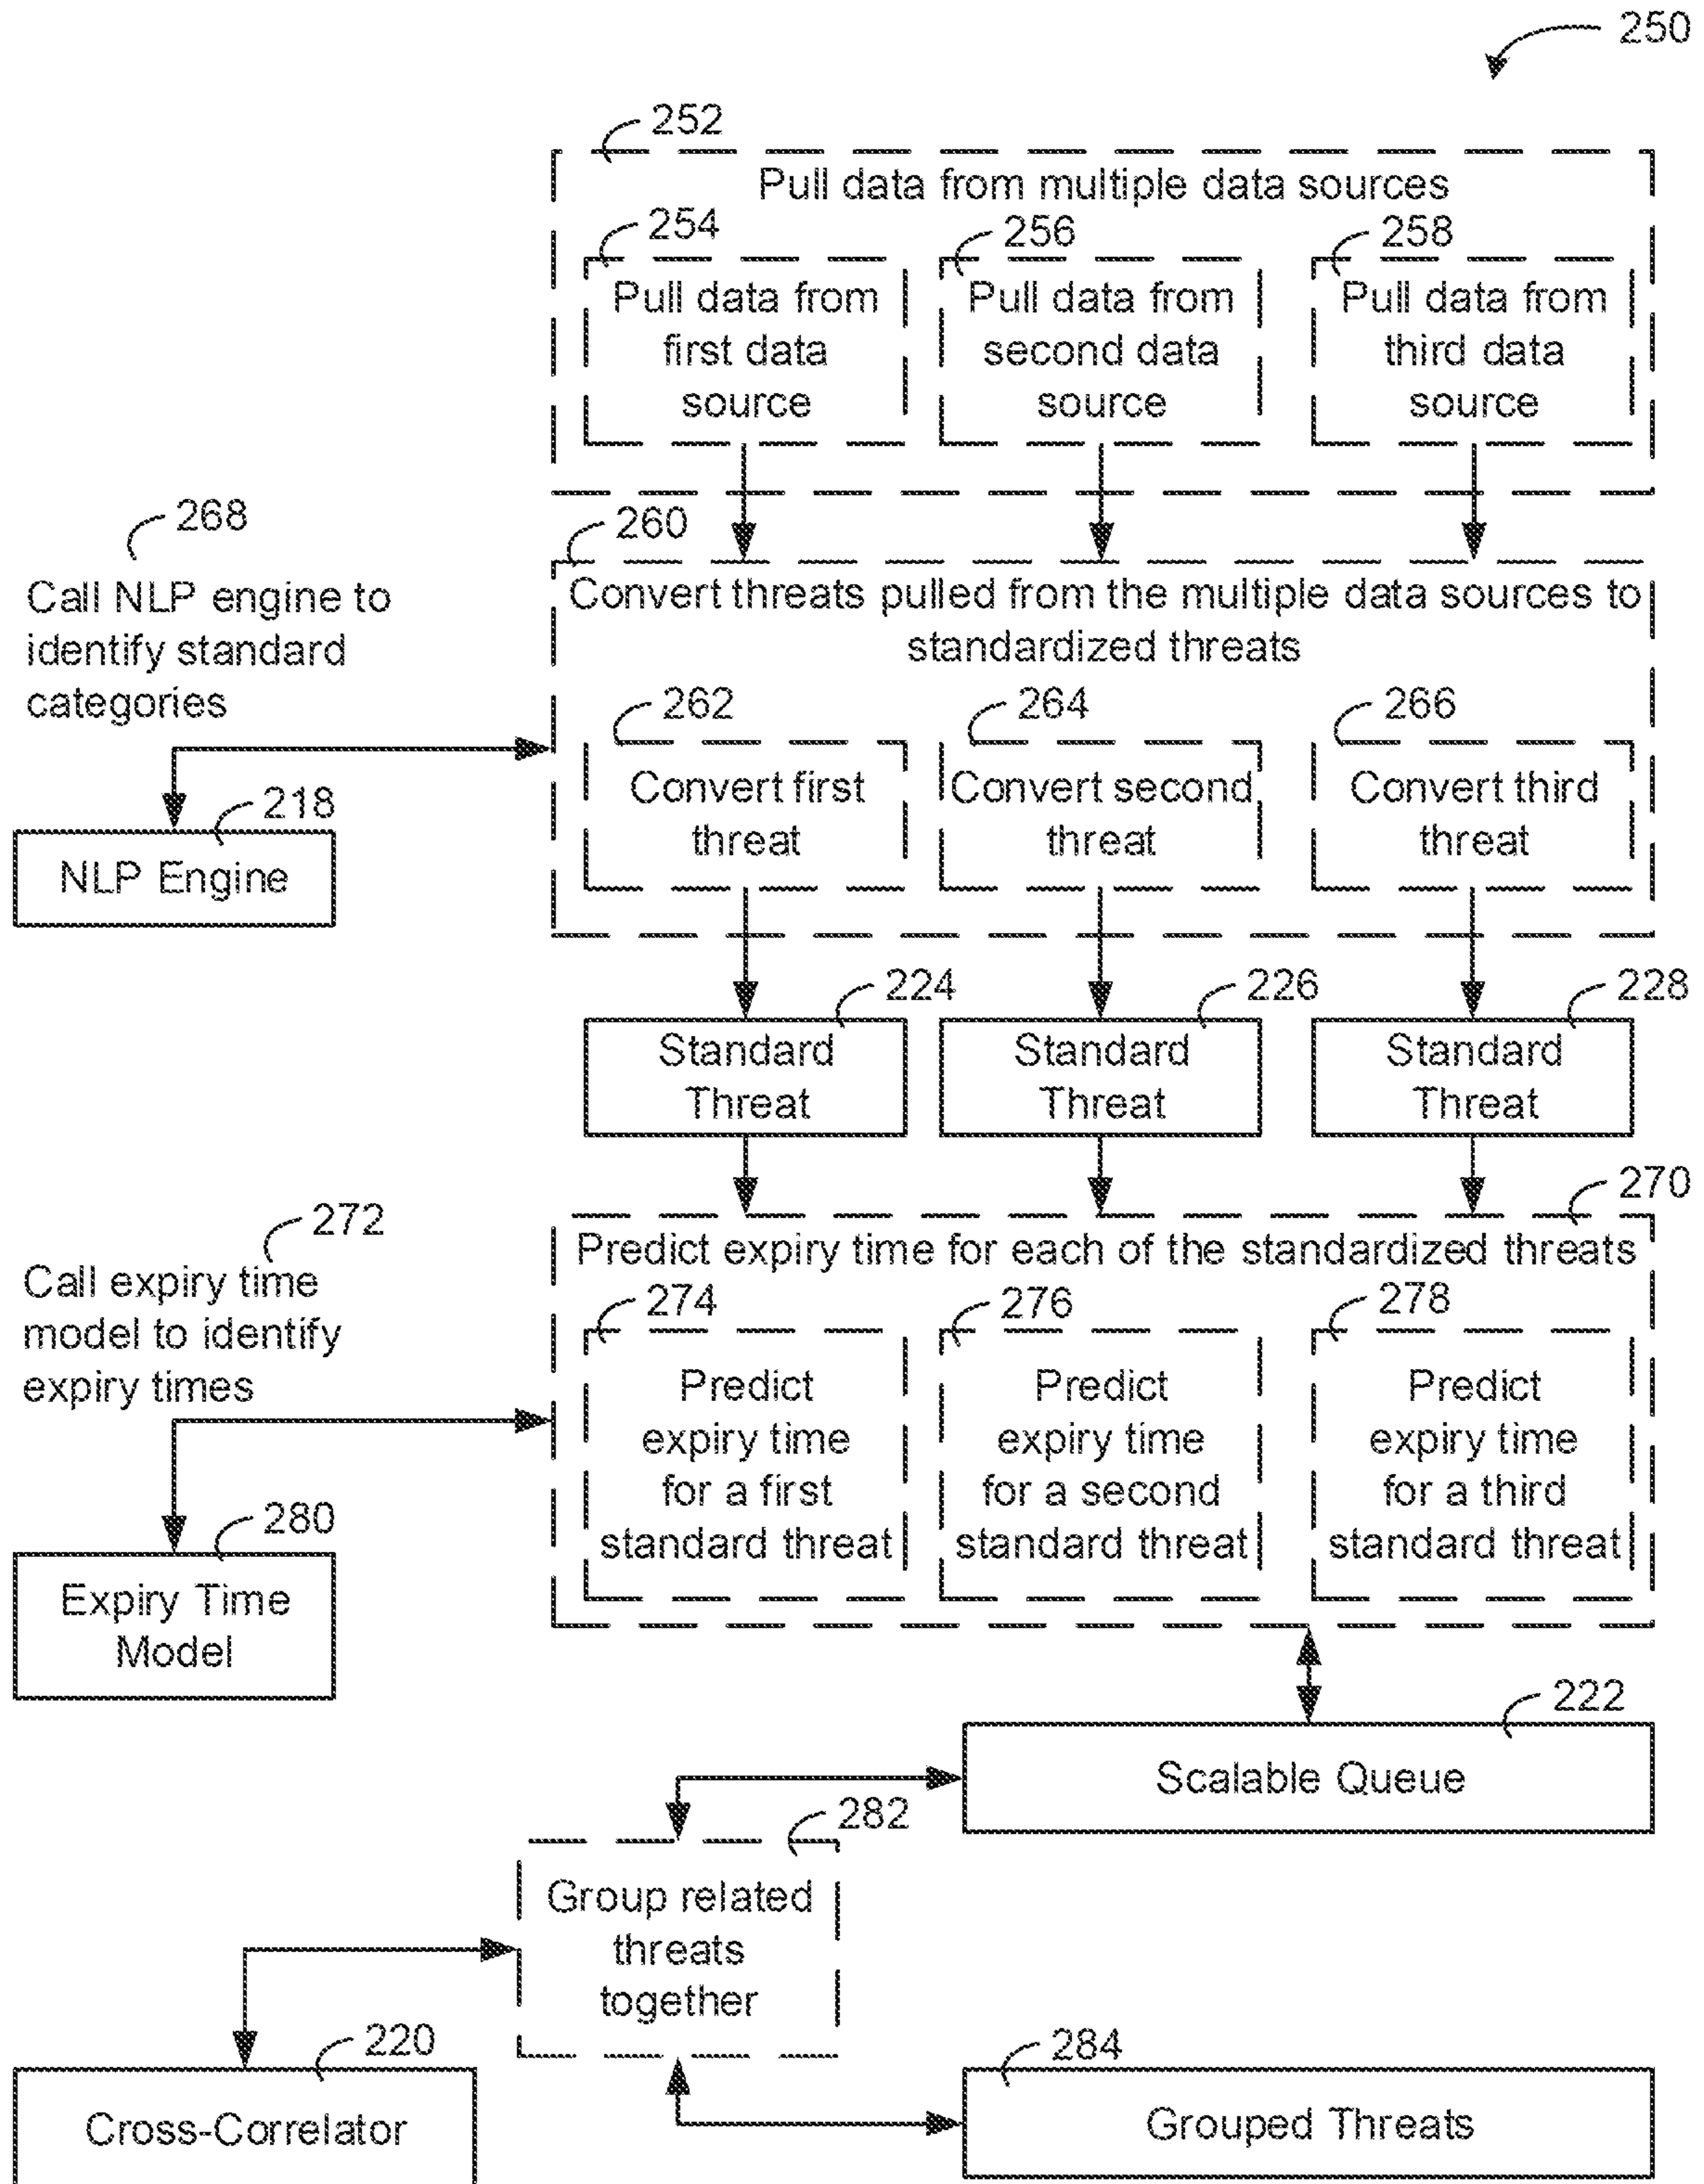 250
252
Pull data from multiple data sources
254
256
258
Pull data from
first data
source
Pull data from
second data
source
Pull data from
third data
source
268
Call NLP engine to
identify standard
categories
260
Convert threats pulled from the multiple data sources to
standardized threats
262
264
266
Convert first
threat
Convert second
threat
Convert third
threat
218
NLP Engine
224
226
228
Standard
Threat
Standard
Threat
Standard
Threat
270
272
Call expiry time
model to identify
expiry times
Predict expiry time for each of the standardized threats
274
276
278
Predict
expiry time
for a first
standard threat
Predict
expiry time
for a second
standard threat
Predict
expiry time
for a third
standard threat
280
Expiry Time
Model
222
Scalable Queue
282
Group related
threats
together
220
Cross-Correlator
284
Grouped Threats